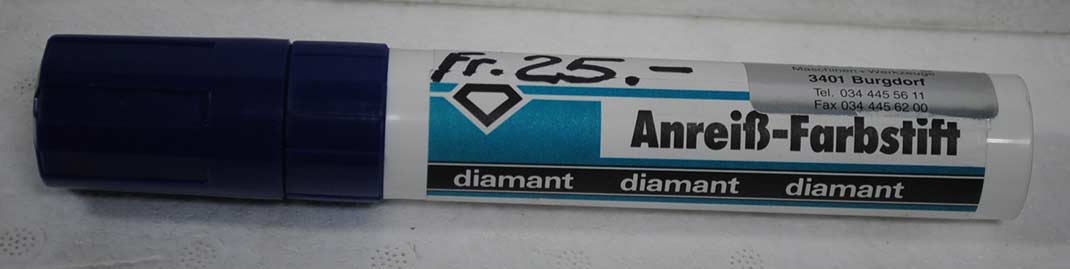 Fr. 25.-
Maschinen + Werkzeuge
3401 Burgdorf
Tel. 034 445 56 11
Fax 034 445 62 00
Anreiß-Farbstift
diamant diamant diamant